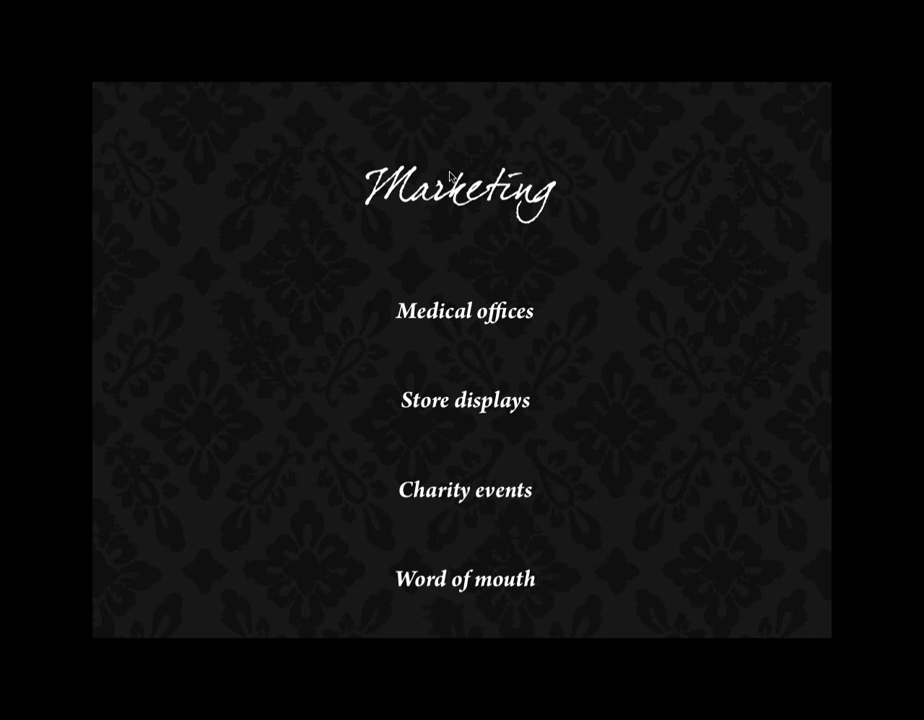 Marketing
Medical offices
Store displays
Charity events
Word of mouth